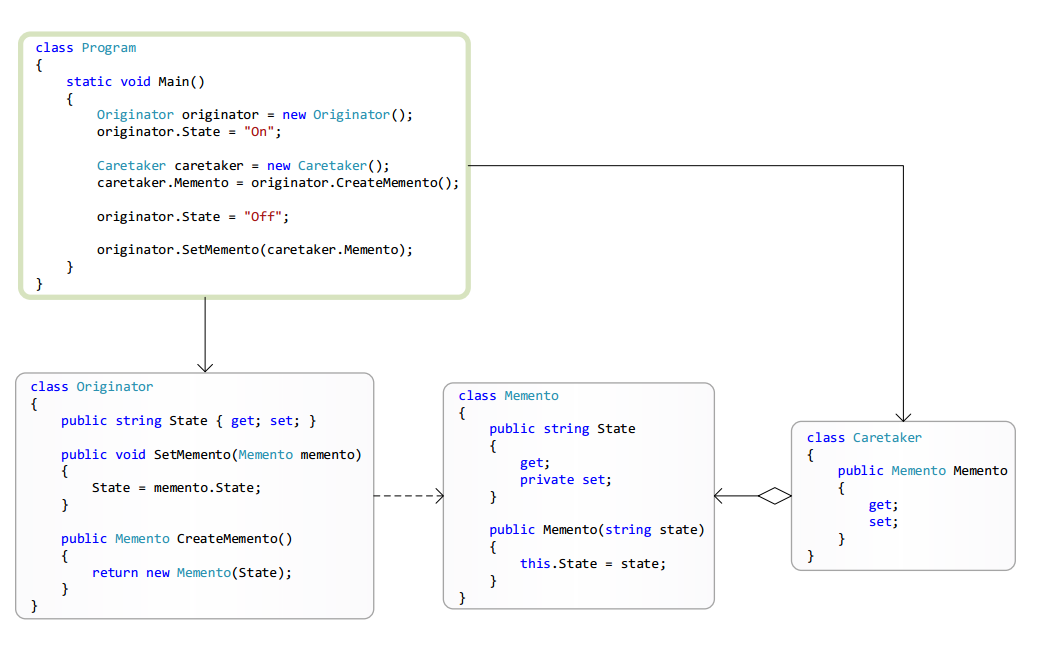 class Program
{
    static void Main()
    {
        Originator originator = new Originator();
        originator.State = "On";
        Caretaker caretaker = new Caretaker();
        caretaker.Memento = originator.CreateMemento();
        originator.State = "Off";
        originator.SetMemento(caretaker.Memento);
    }
}
class Originator
{
    public string State { get; set; }
    public void SetMemento(Memento memento)
    {
        State = memento.State;
    }
    public Memento CreateMemento()
    {
        return new Memento(State);
    }
}
class Memento
{
    public string State
    {
        get;
        private set;
    }
    public Memento(string state)
    {
        this.State = state;
    }
}
class Caretaker
{
    public Memento Memento
    {
        get;
        set;
    }
}